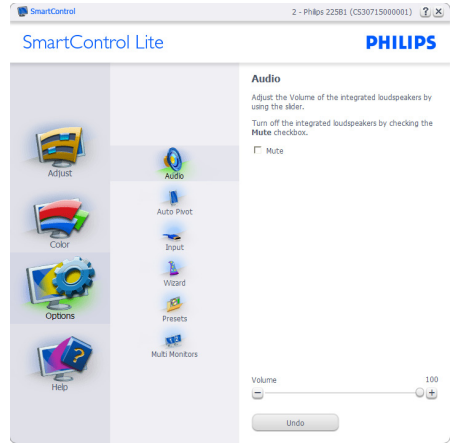 SmartControl
2 - Philips 225B1 (CS30715000001)
SmartControl Lite
PHILIPS
Adjust
Color
Options
Help
Audio
Auto Pivot
Input
Wizard
Presets
Multi Monitors
Audio
Adjust the Volume of the integrated loudspeakers by
using the slider.
Turn off the integrated loudspeakers by checking the
Mute checkbox.
Mute
Volume
100
Undo